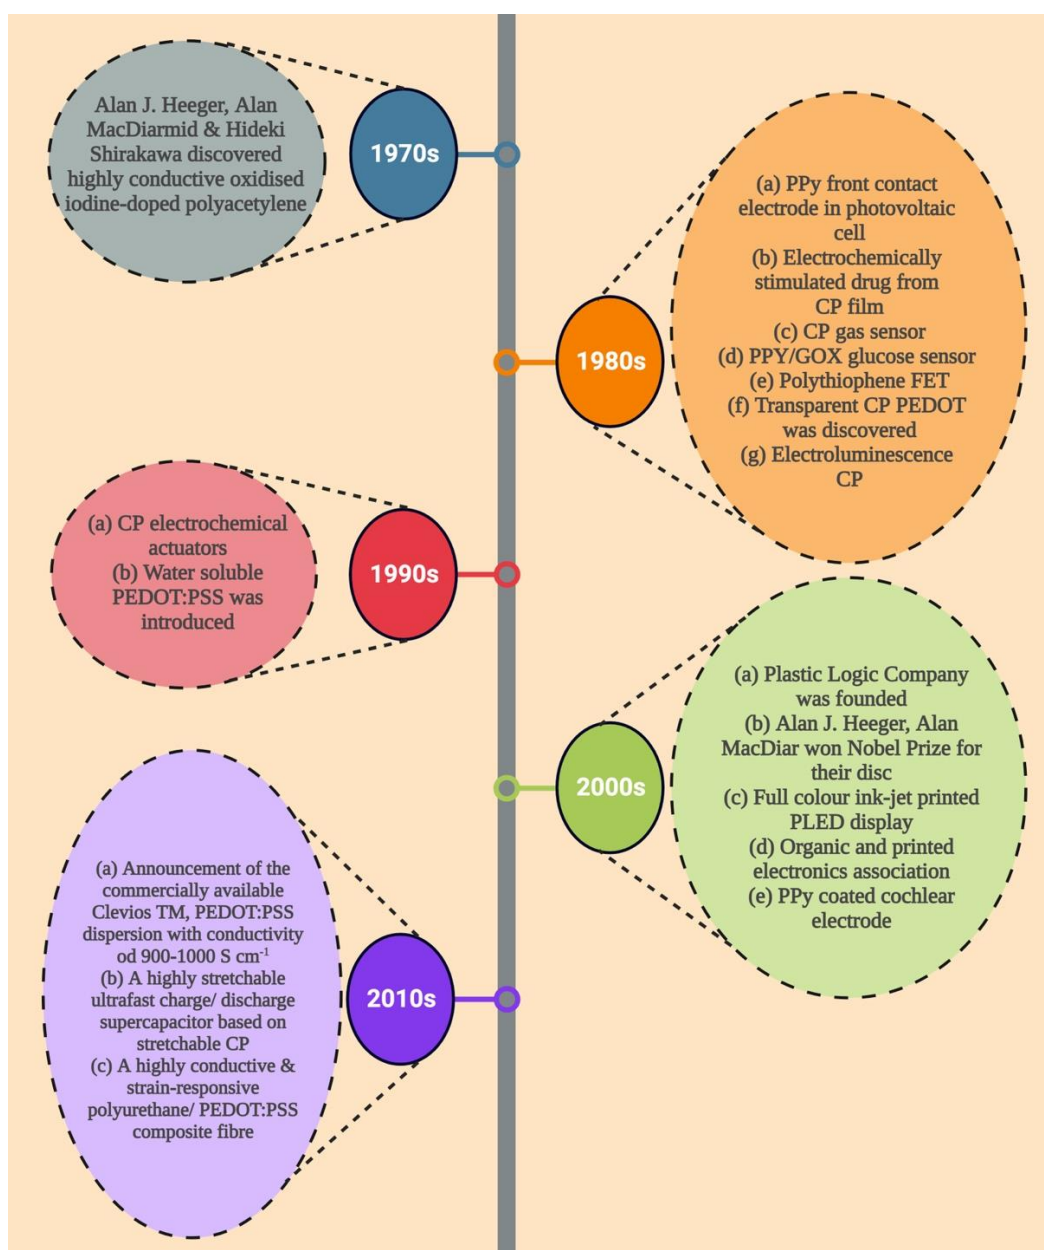 Alan J. Heeger, Alan
MacDiarmid & Hideki
Shirakawa discovered
highly conductive oxidised
iodine-doped polyacetylene
1970s
(a) PPy front contact
electrode in photovoltaic
cell
(b) Electrochemically
stimulated drug from
CP film
(c) CP gas sensor
(d) PPY/GOX glucose sensor
(e) Polythiophene FET
(f) Transparent CP PEDOT
was discovered
(g) Electroluminescence
CP
1980s
(a) CP electrochemical
actuators
(b) Water soluble
PEDOT:PSS was
introduced
1990s
(a) Plastic Logic Company
was founded
(b) Alan J. Heeger, Alan
MacDiar won Nobel Prize for
their disc
(c) Full colour ink-jet printed
PLED display
(d) Organic and printed
electronics association
(e) PPy coated cochlear
electrode
2000s
(a) Announcement of the
commercially available
Clevios TM, PEDOT:PSS
dispersion with conductivity
od 900-1000 S cm⁻¹
(b) A highly stretchable
ultrafast charge/ discharge
supercapacitor based on
stretchable CP
(c) A highly conductive &
strain-responsive
polyurethane/ PEDOT:PSS
composite fibre
2010s